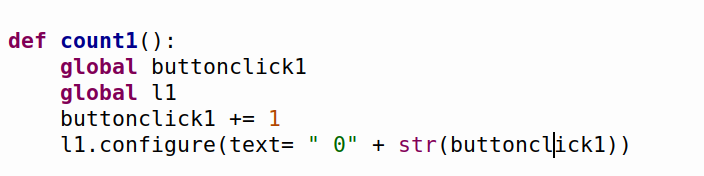 def count1():
    global buttonclick1
    global l1
    buttonclick1 += 1
    l1.configure(text= " 0" + str(buttonclick1))